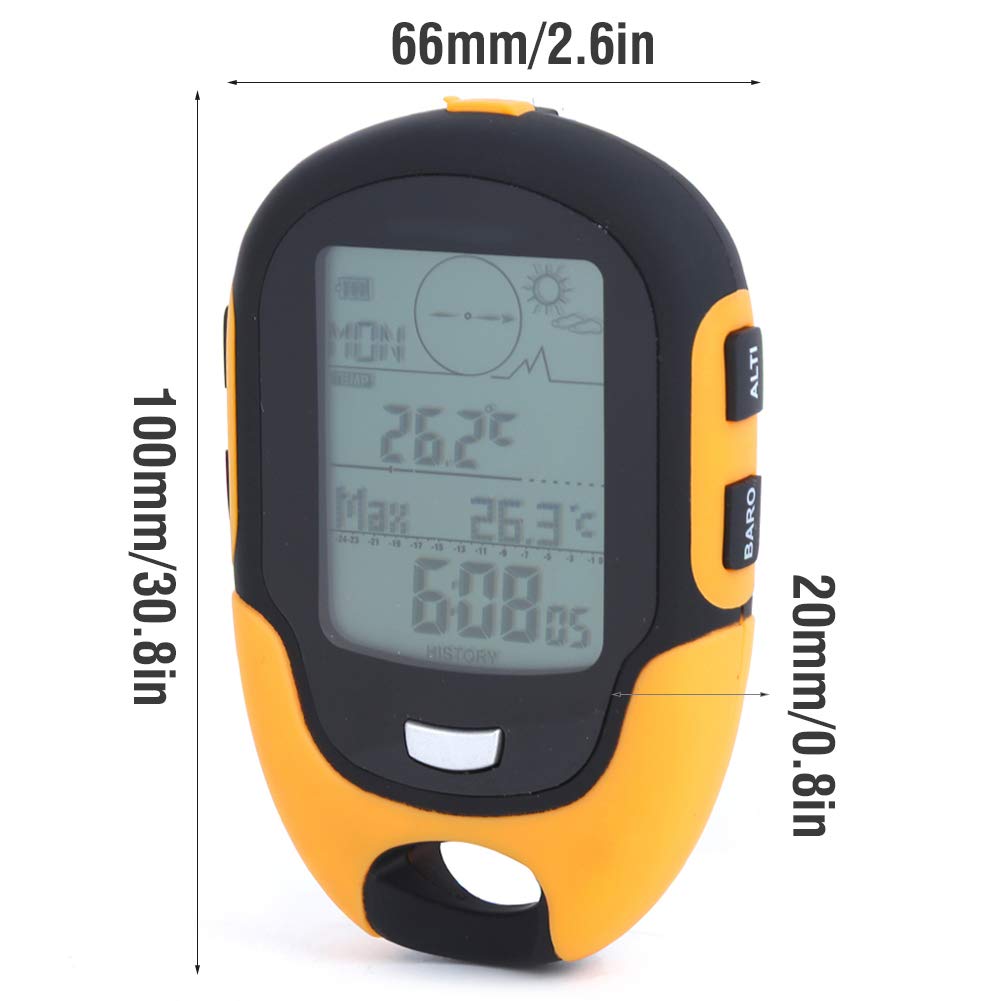 66mm/2.6in
100mm/30.8in
20mm/0.8in
MON
TEMP
26.2°C
Max 26.3°C
-24-23 -21 -19 -17 -15 -13 -11 -9 -7 -5 -3 -1 0
6:08 05
HISTORY
ALTI
BARO